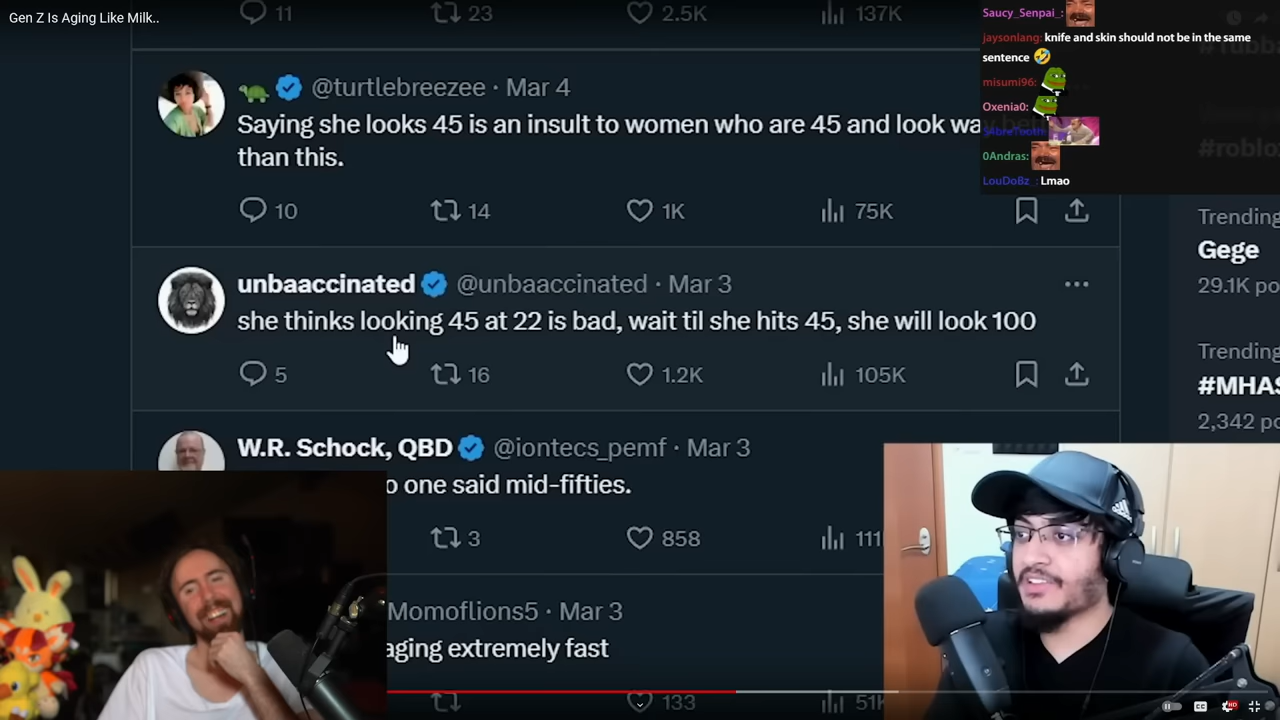 Gen Z Is Aging Like Milk..
11 23 2.5K 137K
Saucy_Senpai_:
jaysonlang: knife and skin should not be in the same
sentence 🤣
misumi96:
Oxenia0:
0Andras:
LouDoBz_: Lmao
🐢 @turtlebreezee · Mar 4
Saying she looks 45 is an insult to women who are 45 and look way
than this.
10 14 1K 75K
#roblo
Trending
Gege
29.1K po
unbaaccinated @unbaaccinated · Mar 3
she thinks looking 45 at 22 is bad, wait til she hits 45, she will look 100
5 16 1.2K 105K
Trending
#MHAS
2,342 po
W.R. Schock, QBD @iontecs_pemf · Mar 3
o one said mid-fifties.
3 858 111
Momoflions5 · Mar 3
aging extremely fast
133 51K
CC HD